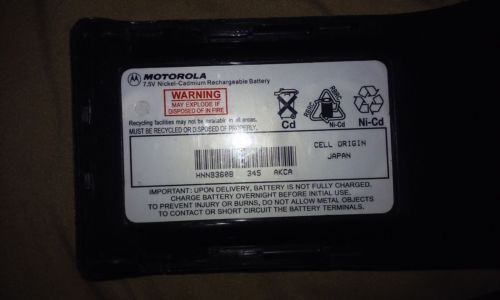 MOTOROLA
7.5V Nickel-Cadmium Rechargeable Battery
WARNING
MAY EXPLODE IF
DISPOSED OF IN FIRE
Recycling facilities may not be available in your area.
MUST BE RECYCLED OR DISPOSED OF PROPERLY.
Cd
RBRC
Ni-Cd
Ni-Cd
CELL ORIGIN
JAPAN
HNN9360B 345 AKCA
IMPORTANT: UPON DELIVERY, BATTERY IS NOT FULLY CHARGED.
CHARGE BATTERY OVERNIGHT BEFORE INITIAL USE.
TO PREVENT INJURY OR BURNS, DO NOT ALLOW METAL OBJECTS
TO CONTACT OR SHORT CIRCUIT THE BATTERY TERMINALS.